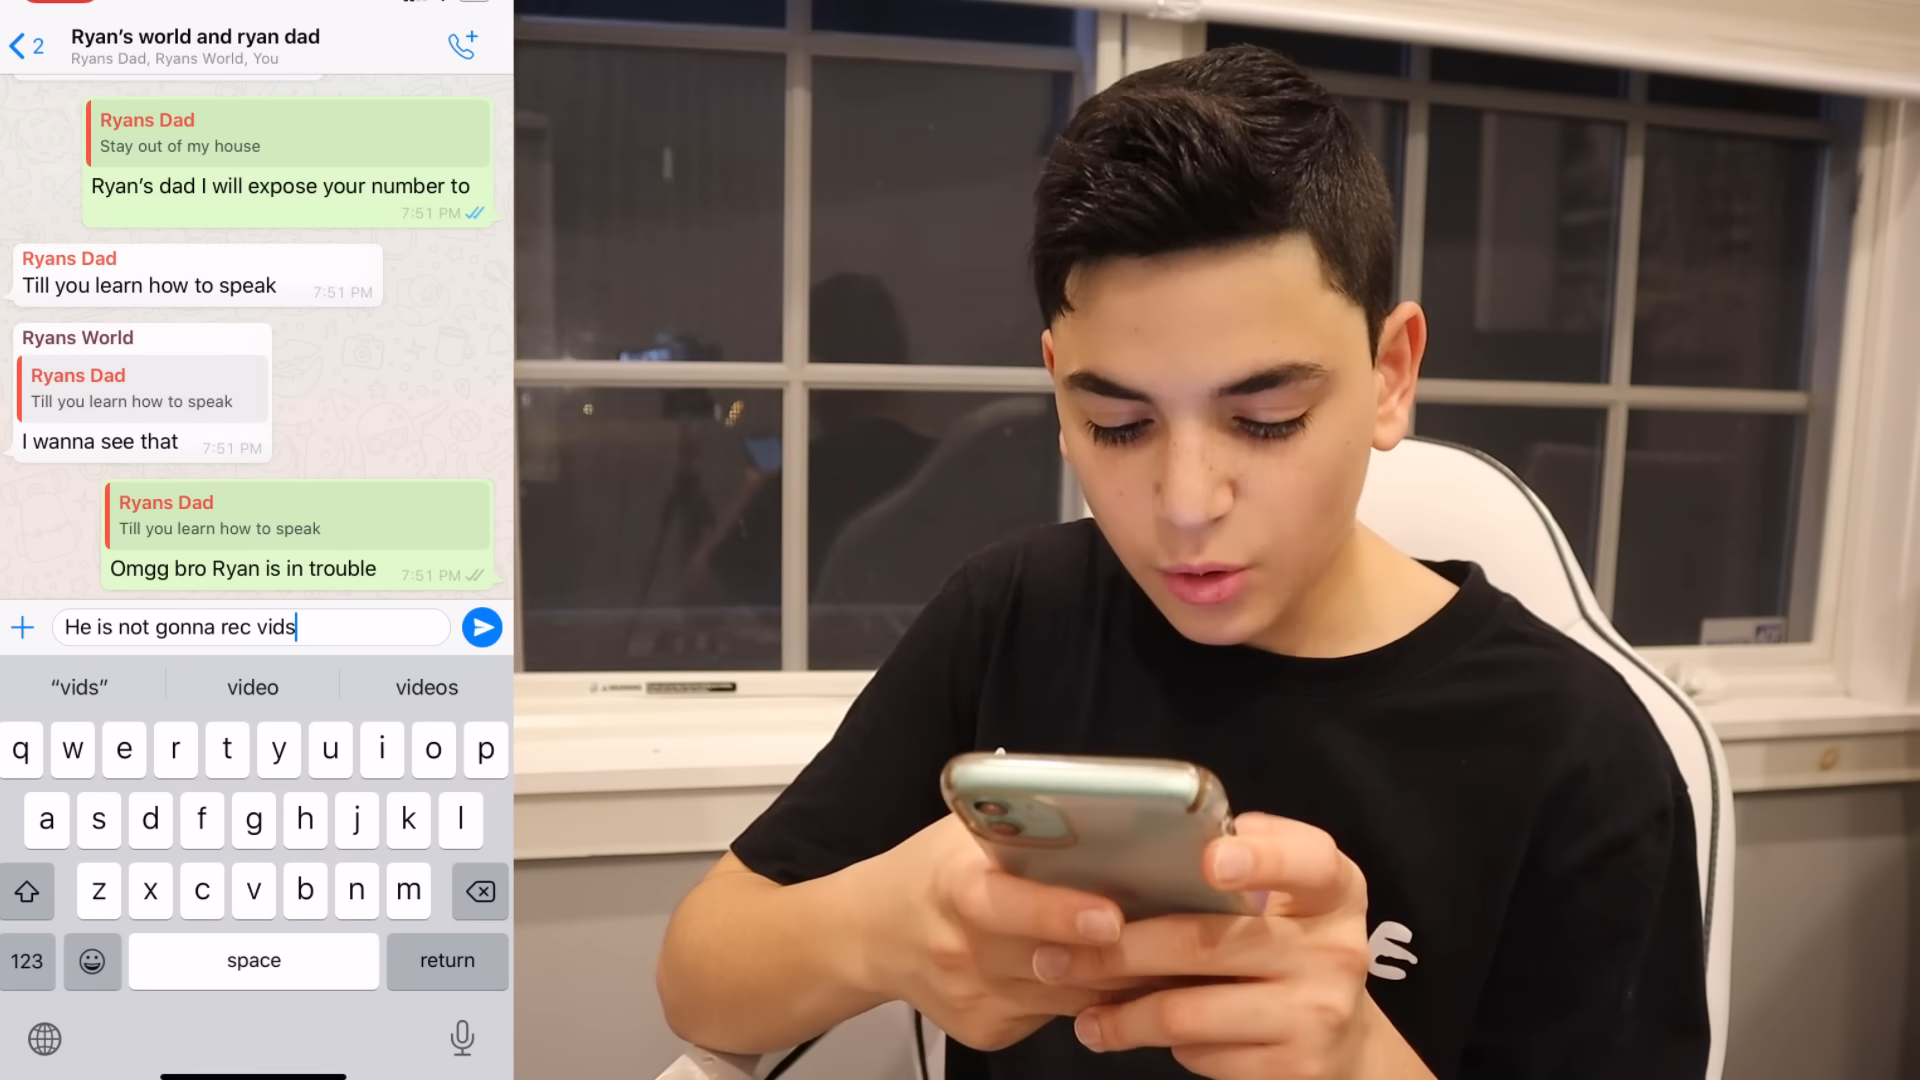 2
Ryan’s world and ryan dad
Ryans Dad, Ryans World, You
Ryans Dad
Stay out of my house
Ryan’s dad I will expose your number to
7:51 PM
Ryans Dad
Till you learn how to speak
7:51 PM
Ryans World
Ryans Dad
Till you learn how to speak
I wanna see that
7:51 PM
Ryans Dad
Till you learn how to speak
Omgg bro Ryan is in trouble
7:51 PM
He is not gonna rec vids
“vids”
video
videos
q w e r t y u i o p
a s d f g h j k l
z x c v b n m
123
space
return